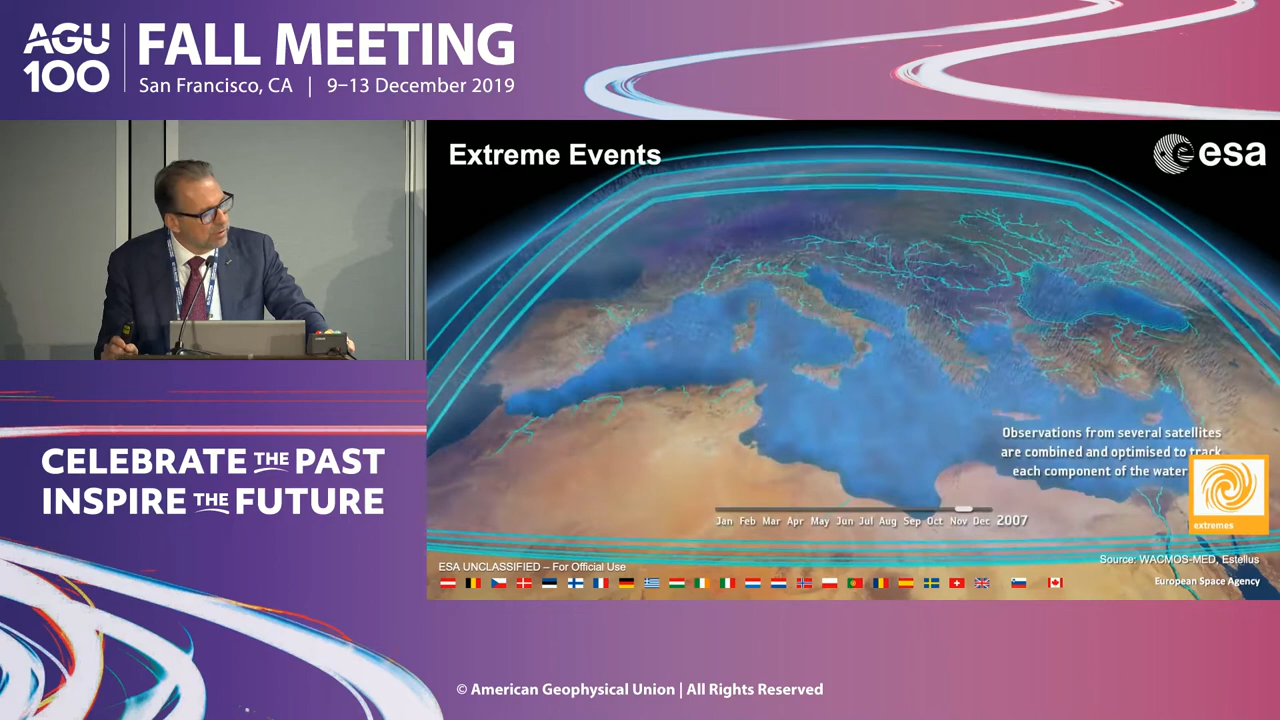 AGU
100
FALL MEETING
San Francisco, CA | 9–13 December 2019
Extreme Events
esa
Observations from several satellites
are combined and optimised to track
each component of the water
extremes
Jan Feb Mar Apr May Jun Jul Aug Sep Oct Nov Dec 2007
CELEBRATE THE PAST
INSPIRE THE FUTURE
Source: WACMOS-MED, Estellus
ESA UNCLASSIFIED – For Official Use
European Space Agency
© American Geophysical Union | All Rights Reserved